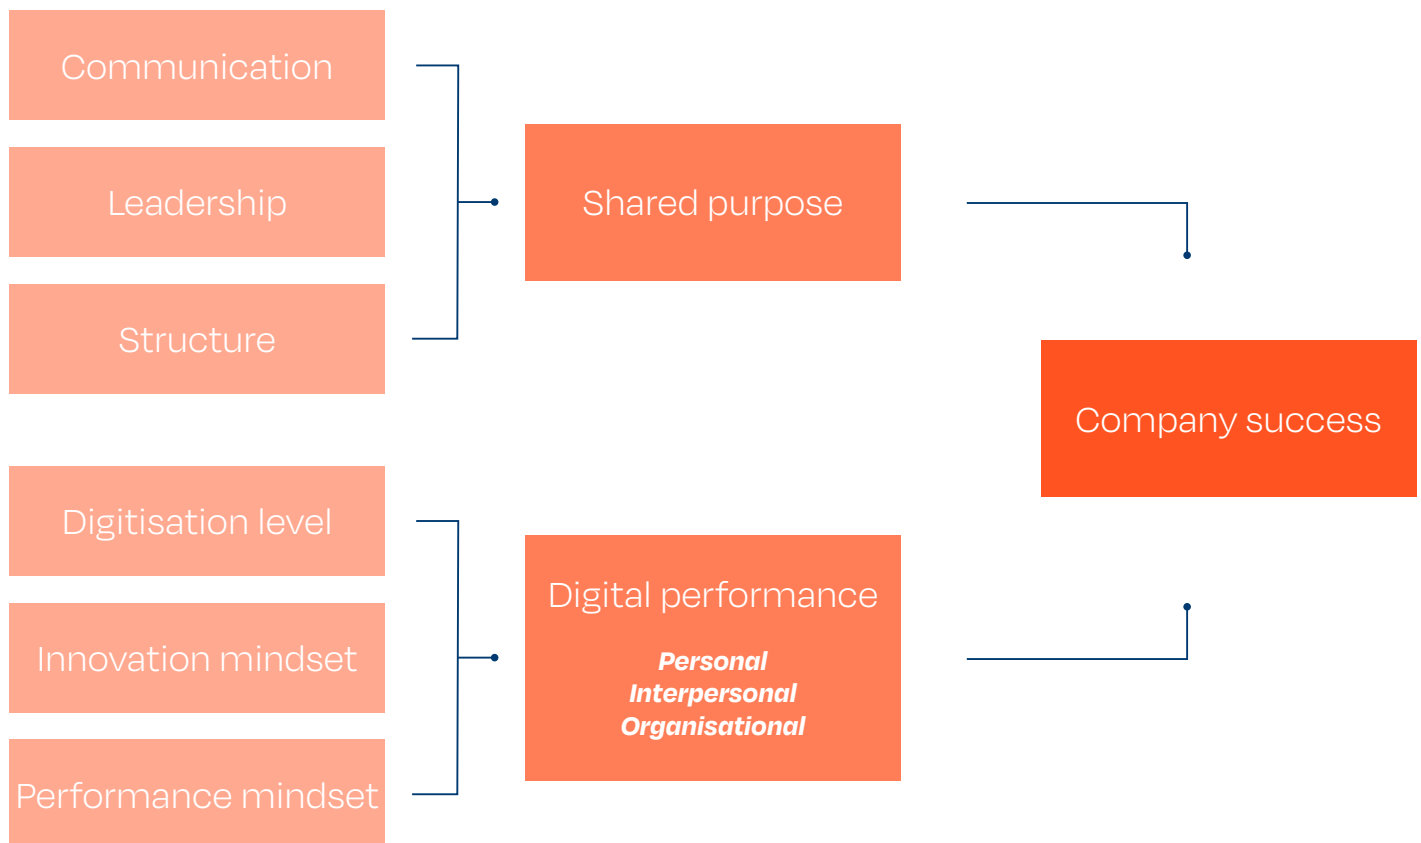 Communication
Leadership
Structure
Shared purpose
Company success
Digitisation level
Innovation mindset
Performance mindset
Digital performance
Personal
Interpersonal
Organisational